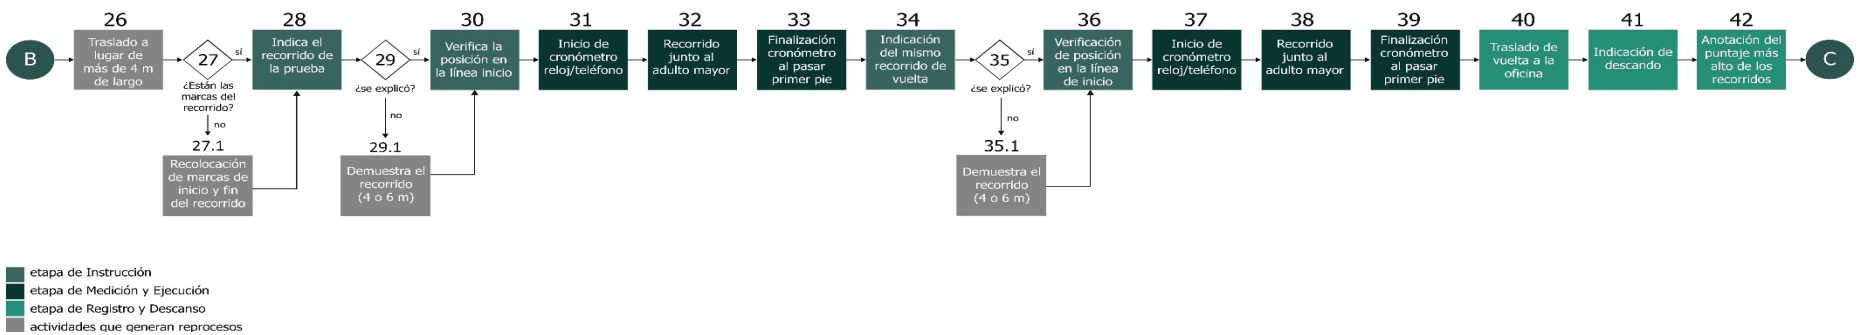 B
26
Traslado a
lugar de
más de 4 m
de largo
27
sí
¿Están las
marcas del
recorrido?
no
27.1
Recolocación
de marcas de
inicio y fin
del recorrido
28
Indica el
recorrido de
la prueba
29
sí
¿se explicó?
no
29.1
Demuestra el
recorrido
(4 o 6 m)
30
Verifica la
posición en
la línea inicio
31
Inicio de
cronómetro
reloj/teléfono
32
Recorrido
junto al
adulto mayor
33
Finalización
cronómetro
al pasar
primer pie
34
Indicación
del mismo
recorrido de
vuelta
35
sí
¿se explicó?
no
35.1
Demuestra el
recorrido
(4 o 6 m)
36
Verificación
de posición
en la línea
de inicio
37
Inicio de
cronómetro
reloj/teléfono
38
Recorrido
junto al
adulto mayor
39
Finalización
cronómetro
al pasar
primer pie
40
Traslado de
vuelta a la
oficina
41
Indicación de
descando
42
Anotación del
puntaje más
alto de los
recorridos
C
etapa de Instrucción
etapa de Medición y Ejecución
etapa de Registro y Descanso
actividades que generan reprocesos